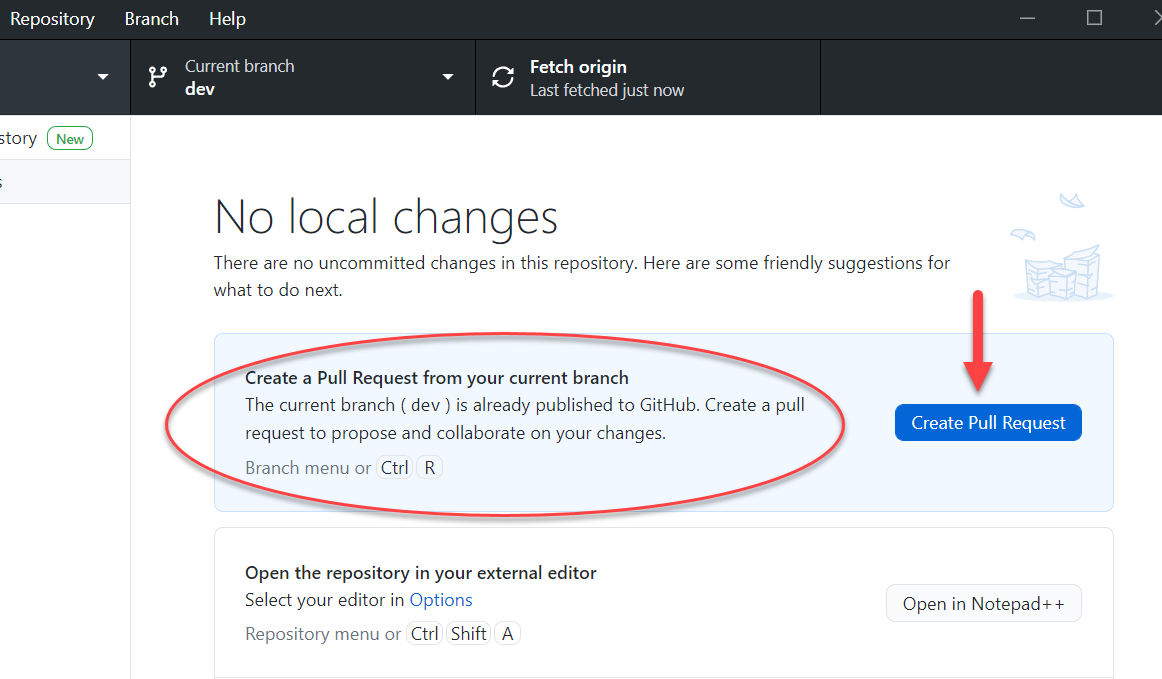 Repository Branch Help
Current branch
dev
Fetch origin
Last fetched just now
story New
s
No local changes
There are no uncommitted changes in this repository. Here are some friendly suggestions for
what to do next.
Create a Pull Request from your current branch
The current branch ( dev ) is already published to GitHub. Create a pull
request to propose and collaborate on your changes.
Branch menu or Ctrl R
Create Pull Request
Open the repository in your external editor
Select your editor in Options
Repository menu or Ctrl Shift A
Open in Notepad++